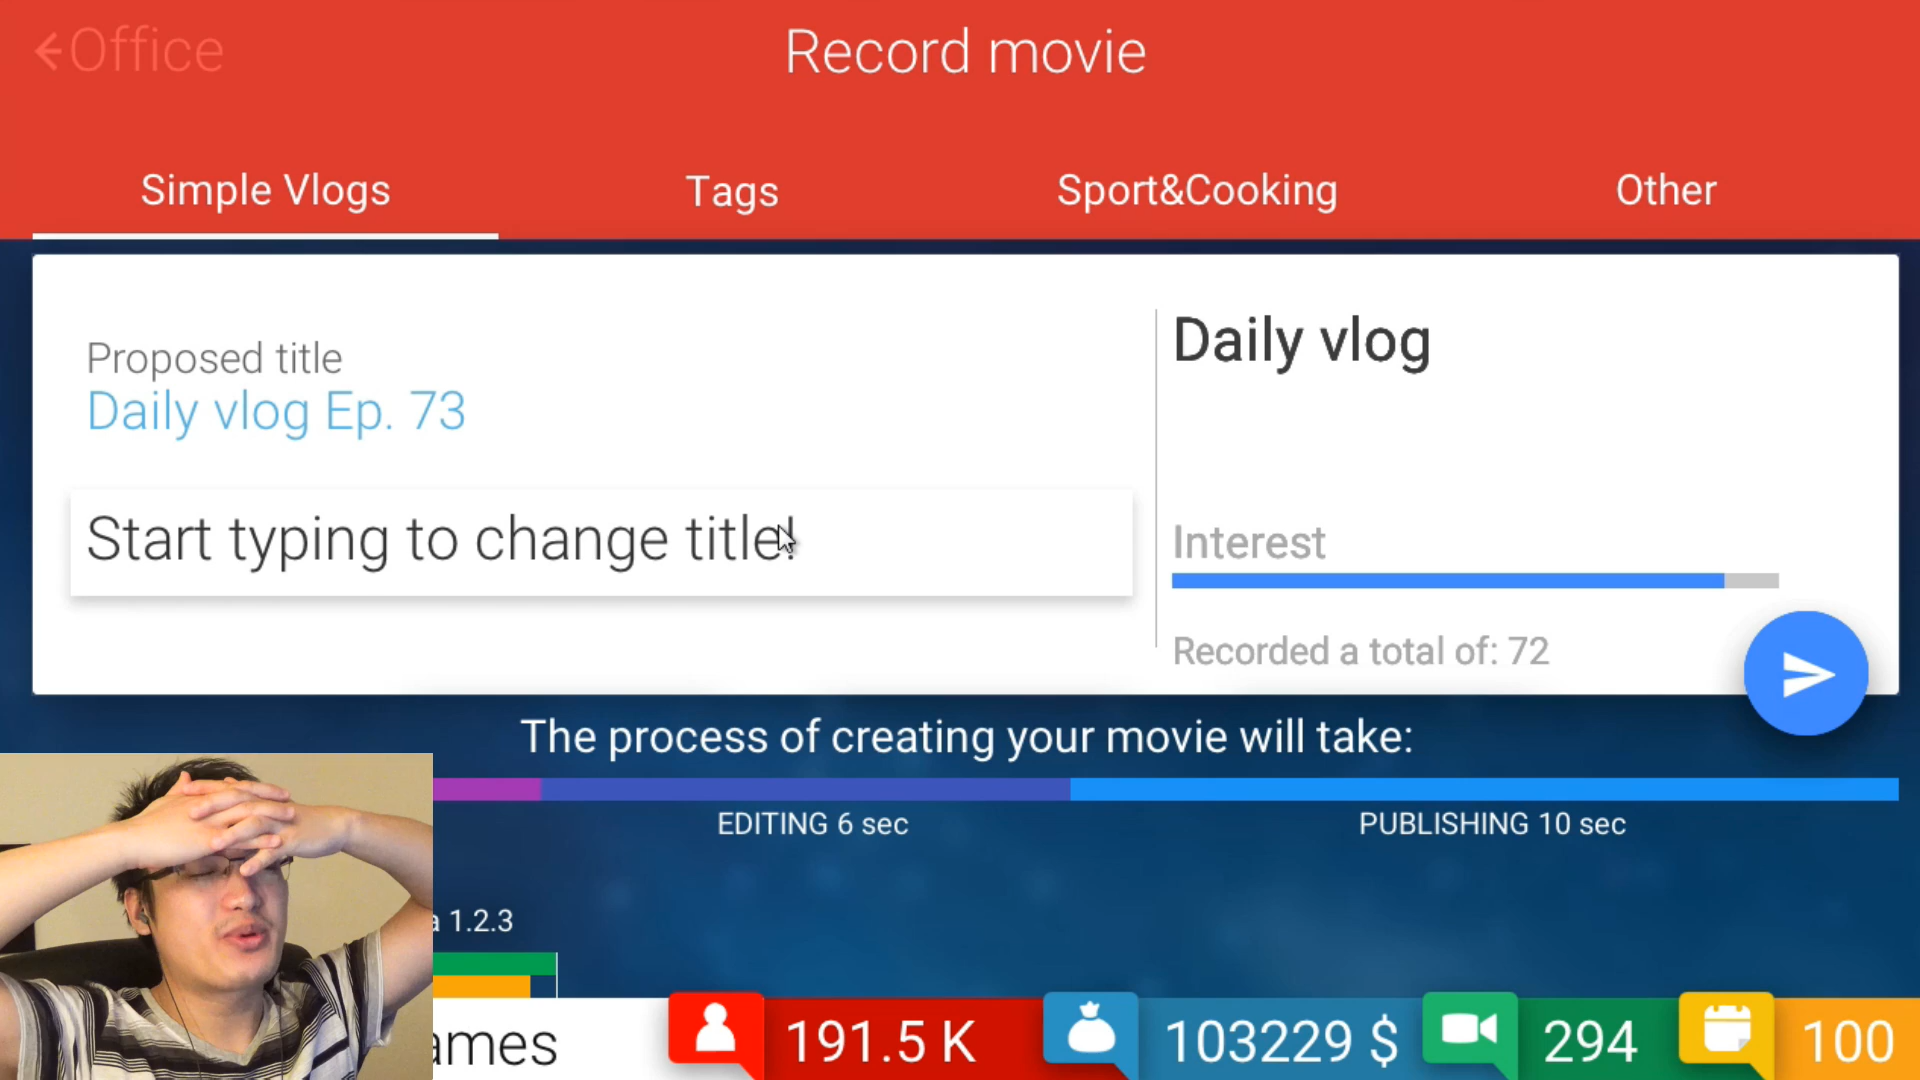 Office
Record movie
Simple Vlogs
Tags
Sport&Cooking
Other
Proposed title
Daily vlog Ep. 73
Start typing to change title!
Daily vlog
Interest
Recorded a total of: 72
The process of creating your movie will take:
EDITING 6 sec
PUBLISHING 10 sec
a 1.2.3
ames
191.5 K
103229 $
294
100